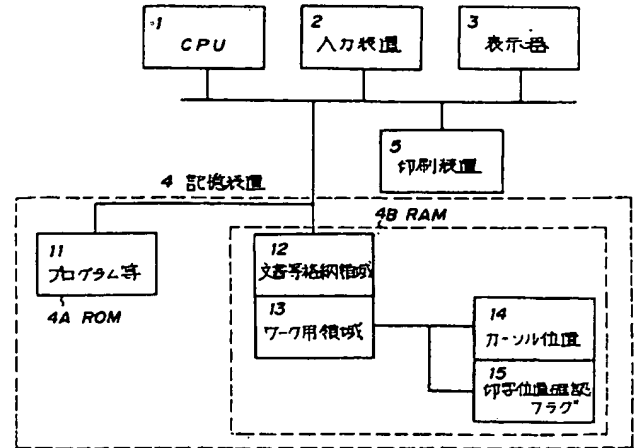 1
CPU
2
入力装置
3
表示器
5
印刷装置
4 記憶装置
4B RAM
11
プログラム等
4A ROM
12
文書等格納領域
13
ワーク用領域
14
カーソル位置
15
印字位置確認
フラグ